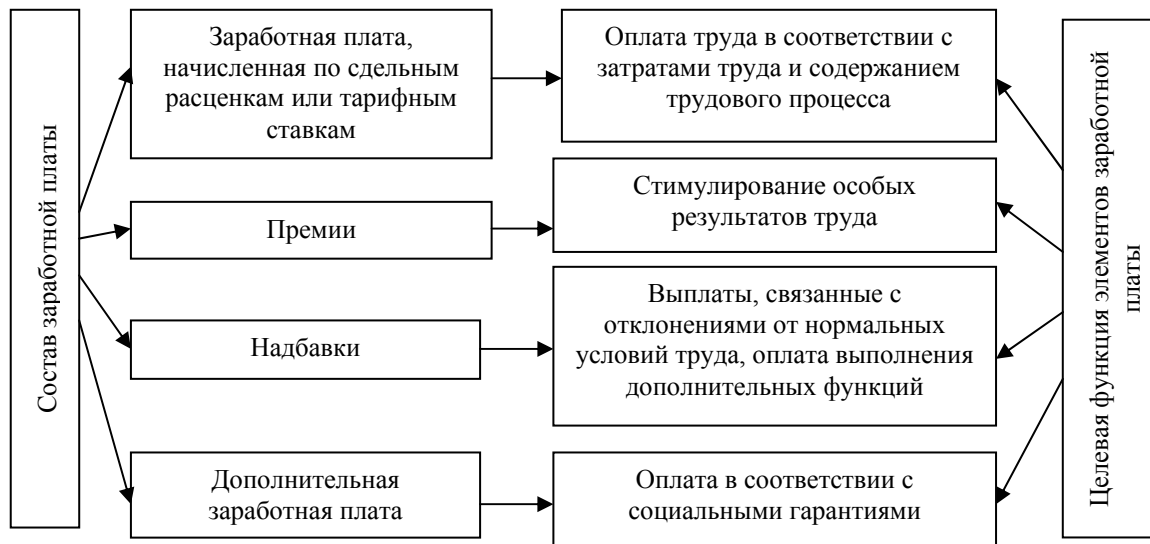 Состав заработной платы
Заработная плата,
начисленная по сдельным
расценкам или тарифным
ставкам
Оплата труда в соответствии с
затратами труда и содержанием
трудового процесса
Премии
Стимулирование особых
результатов труда
Надбавки
Выплаты, связанные с
отклонениями от нормальных
условий труда, оплата выполнения
дополнительных функций
Дополнительная
заработная плата
Оплата в соответствии с
социальными гарантиями
Целевая функция элементов заработной
платы